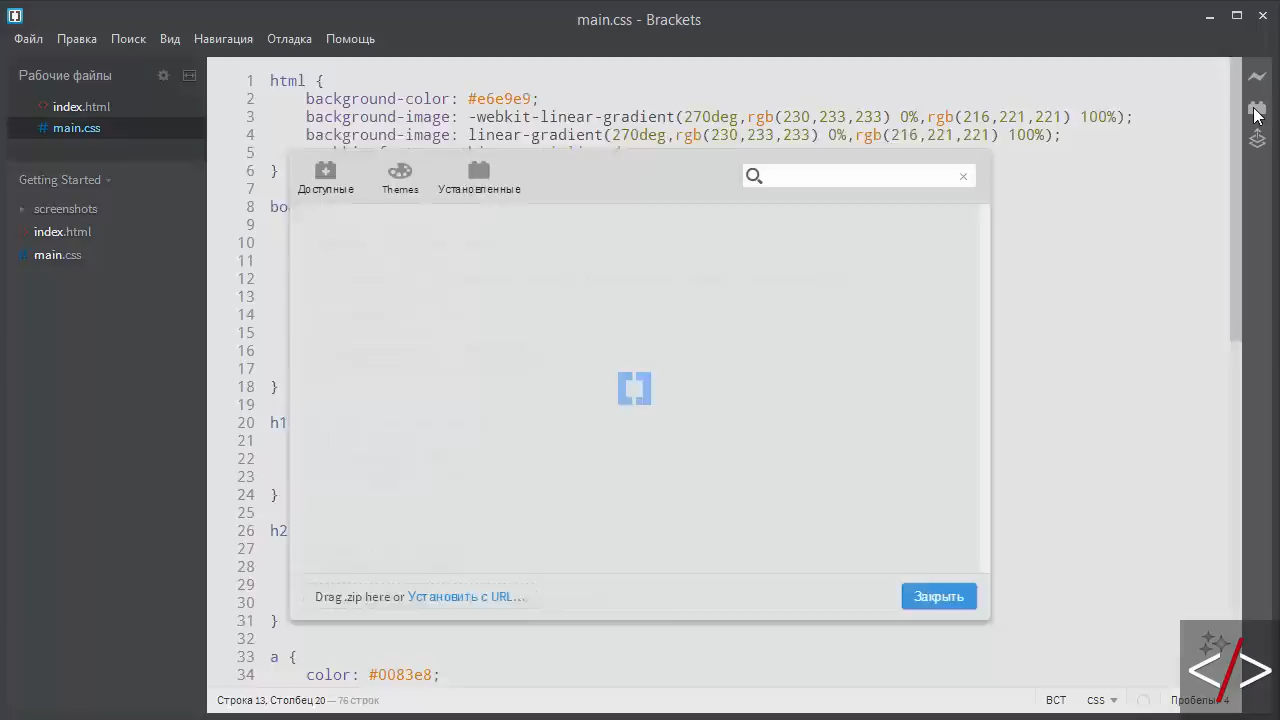 main.css - Brackets
Файл Правка Поиск Вид Навигация Отладка Помощь
Рабочие файлы
index.html
main.css
Getting Started
screenshots
index.html
main.css
1 html {
2 background-color: #e6e9e9;
3 background-image: -webkit-linear-gradient(270deg,rgb(230,233,233) 0%,rgb(216,221,221) 100%);
4 background-image: linear-gradient(270deg,rgb(230,233,233) 0%,rgb(216,221,221) 100%);
5
6 }
7
8
9
10
11
12
13
14
15
16
17
18 }
19
20 h1
21
22
23
24 }
25
26 h2
27
28
29
30
31 }
32
33 a {
34 color: #0083e8;
Доступные Themes Установленные
Drag .zip here or Установить с URL...
Закрыть
Строка 13, Столбец 20 — 76 строк
ВСТ CSS Пробелы 4